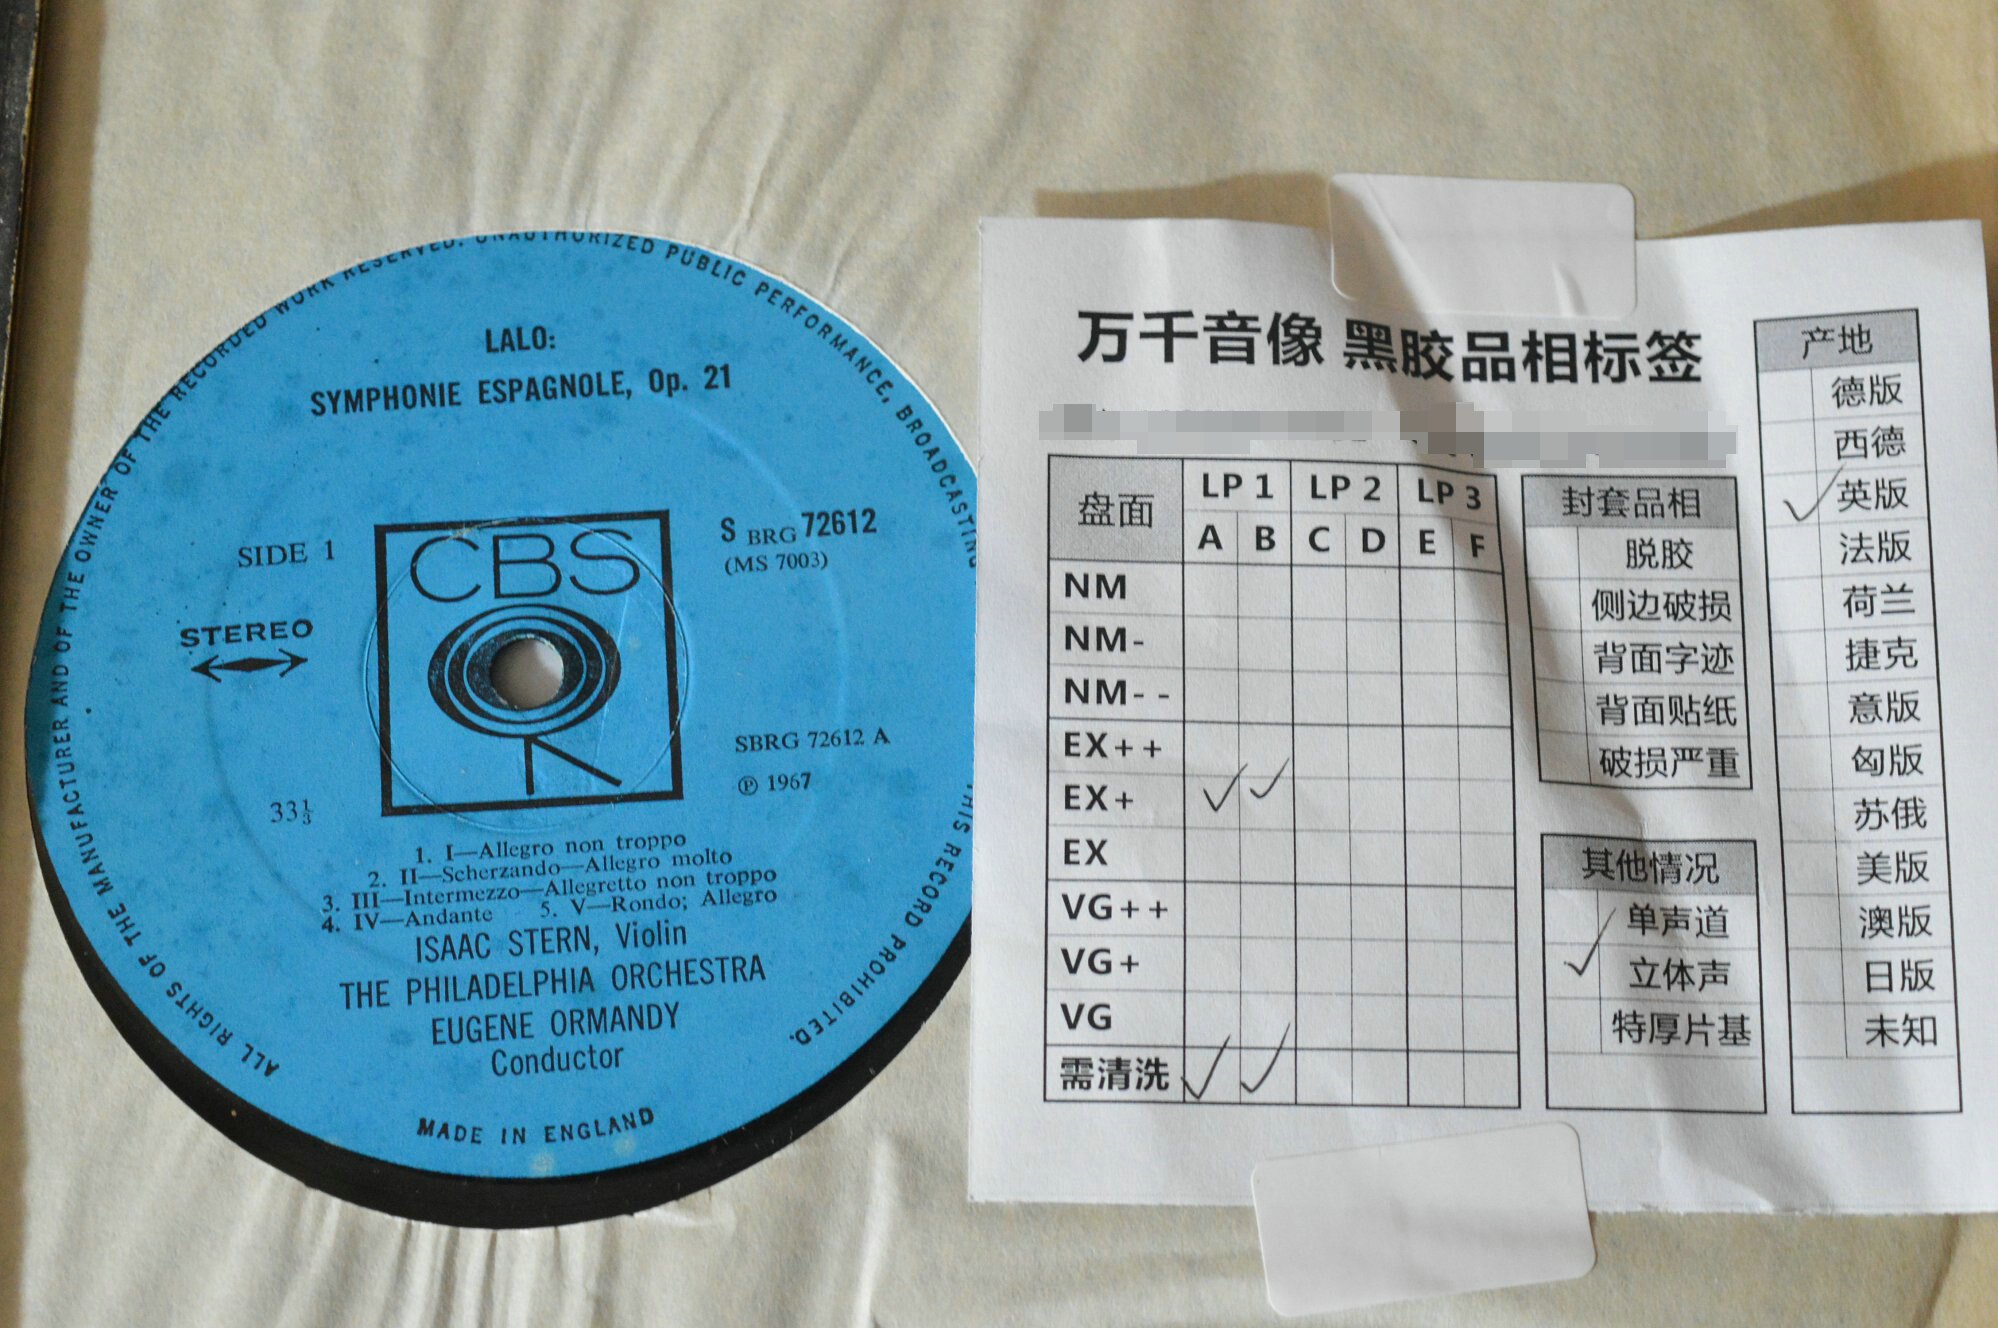 ALL RIGHTS OF THE MANUFACTURER AND OF THE OWNER OF THE RECORDED WORK RESERVED. UNAUTHORIZED PUBLIC PERFORMANCE, BROADCASTING THIS RECORD PROHIBITED.
LALO:
SYMPHONIE ESPAGNOLE, Op. 21
CBS
SIDE 1
S BRG 72612
(MS 7003)
STEREO
SBRG 72612 A
℗ 1967
33⅓
1. I—Allegro non troppo
2. II—Scherzando—Allegro molto
3. III—Intermezzo—Allegretto non troppo
4. IV—Andante 5. V—Rondo; Allegro
ISAAC STERN, Violin
THE PHILADELPHIA ORCHESTRA
EUGENE ORMANDY
Conductor
MADE IN ENGLAND
万千音像 黑胶品相标签
盘面 LP 1 LP 2 LP 3
A B C D E F
NM
NM-
NM--
EX++
EX+ ✓ ✓
EX
VG++
VG+
VG
需清洗 ✓ ✓
封套品相
脱胶
侧边破损
背面字迹
背面贴纸
破损严重
其他情况
单声道
✓ 立体声
特厚片基
产地
德版
西德
✓ 英版
法版
荷兰
捷克
意版
匈版
苏俄
美版
澳版
日版
未知